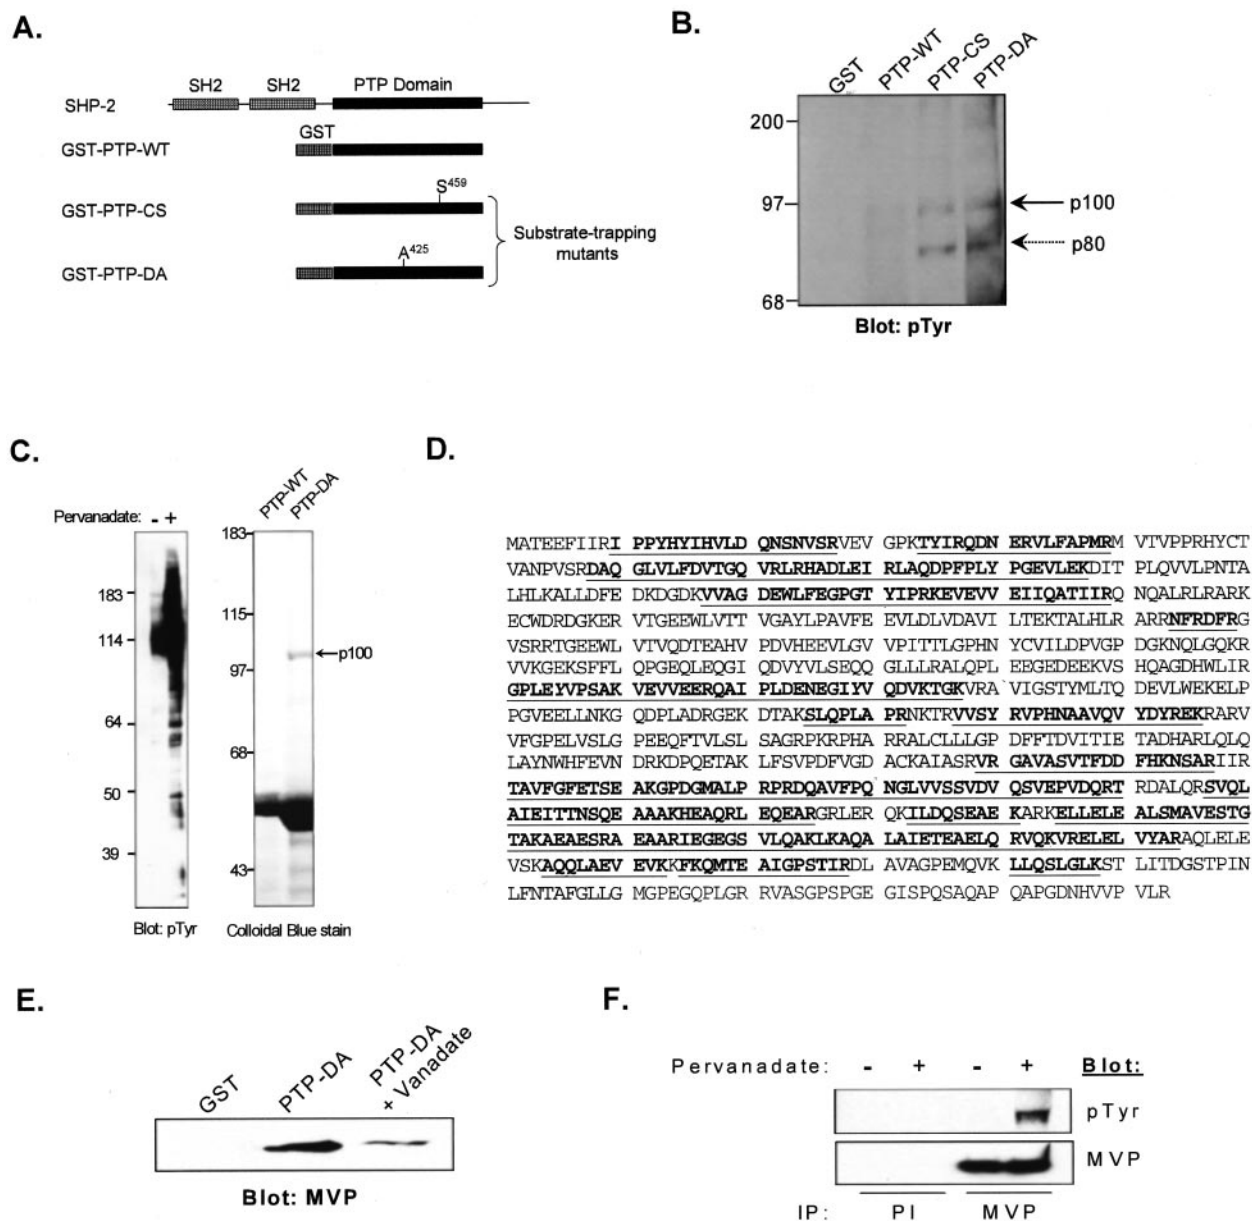 A.
SH2 SH2 PTP Domain
SHP-2
GST
GST-PTP-WT
S459
GST-PTP-CS
Substrate-trapping
mutants
A425
GST-PTP-DA
B.
GST PTP-WT PTP-CS PTP-DA
200
97
p100
p80
68
Blot: pTyr
C.
Pervanadate: - +
183
114
64
50
39
Blot: pTyr
PTP-WT PTP-DA
183
115
p100
97
68
43
Colloidal Blue stain
D.
MATEEFIIRI PPYHYIHVLD QNSNVSRVEV GPKTYIRQDN ERVLFAPMRM VTVPPRHYCT
VANPVSRDAQ GLVLFDVTGQ VRLRHADLEI RLAQDPFPLY PGEVLEKDIT PLQVVLPNTA
LHLKALLDFE DKDGDKVVAG DEWLFEGPGT YIPRKEVEVV EIIQATIIRQ NQALRLRARK
ECWDRDGKER VTGEEWLVTT VGAYLPAVFE EVLDLVDAVI LTEKTALHLR ARRNFRDFRG
VSRRTGEEWL VTVQDTEAHV PDVHEEVLGV VPITTLGPHN YCVILDPVGP DGKNQLGQKR
VVKGEKSFFL QPGEQLEQGI QDVYVLSEQQ GLLLRALQPL EEGEDEEKVS HQAGDHWLIR
GPLEYVPSAK VEVVEERQAI PLDENEGIYV QDVKTGKVRA VIGSTYMLTQ DEVLWEKELP
PGVEELLNKG QDPLADRGEK DTAKSLQPLA PRNKTRVVSY RVPHNAAVQV YDYREKRARV
VFGPELVSLG PEEQFTVLSL SAGRPKRPHA RRALCLLLGP DFFTDVITIE TADHARLQLQ
LAYNWHFEVN DRKDPQETAK LFSVPDFVGD ACKAIASRVR GAVASVTFDD FHKNSARIIR
TAVFGFETSE AKGPDGMALP RPRDQAVFPQ NGLVVSSVDV QSVEPVDQRT RDALQRSVQL
AIEITTNSQE AAAKHEAQRL EQEARGRLER QKILDQSEAE KARKELLELE ALSMAVESTG
TAKAEAESRA EAARIEGEGS VLQAKLKAQA LAIETEAELQ RVQKVRELEL VYARAQLELE
VSKAQQLAEV EVKKFKQMTE AIGPSTIRDL AVAGPEMQVK LLQSLGLKST LITDGSTPIN
LFNTAFGLLG MGPEGQPLGR RVASGPSPGE GISPQSAQAP QAPGDNHVVP VLR
E.
GST PTP-DA PTP-DA
+ Vanadate
Blot: MVP
F.
Pervanadate: - + - + Blot:
pTyr
MVP
IP: PI MVP